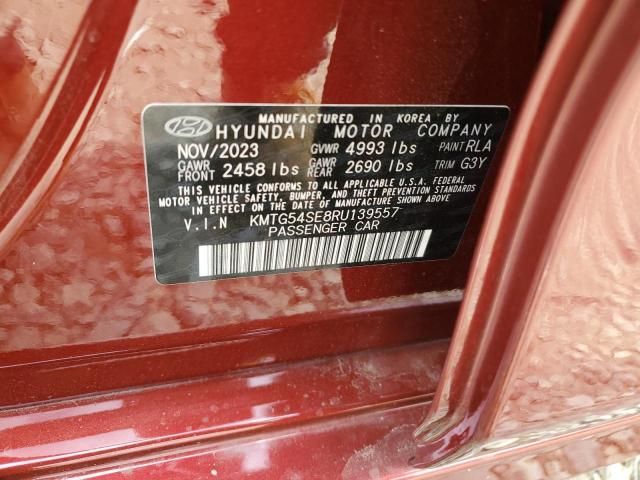 MANUFACTURED IN KOREA BY
HYUNDAI MOTOR COMPANY
NOV/2023 GVWR 4993 lbs PAINT RLA
GAWR FRONT 2458 lbs GAWR REAR 2690 lbs TRIM G3Y
THIS VEHICLE CONFORMS TO ALL APPLICABLE U.S.A. FEDERAL
MOTOR VEHICLE SAFETY, BUMPER, AND THEFT PREVENTION STANDARDS
IN EFFECT ON THE DATE OF MANUFACTURE SHOWN ABOVE.
V.I.N KMTG54SE8RU139557
PASSENGER CAR